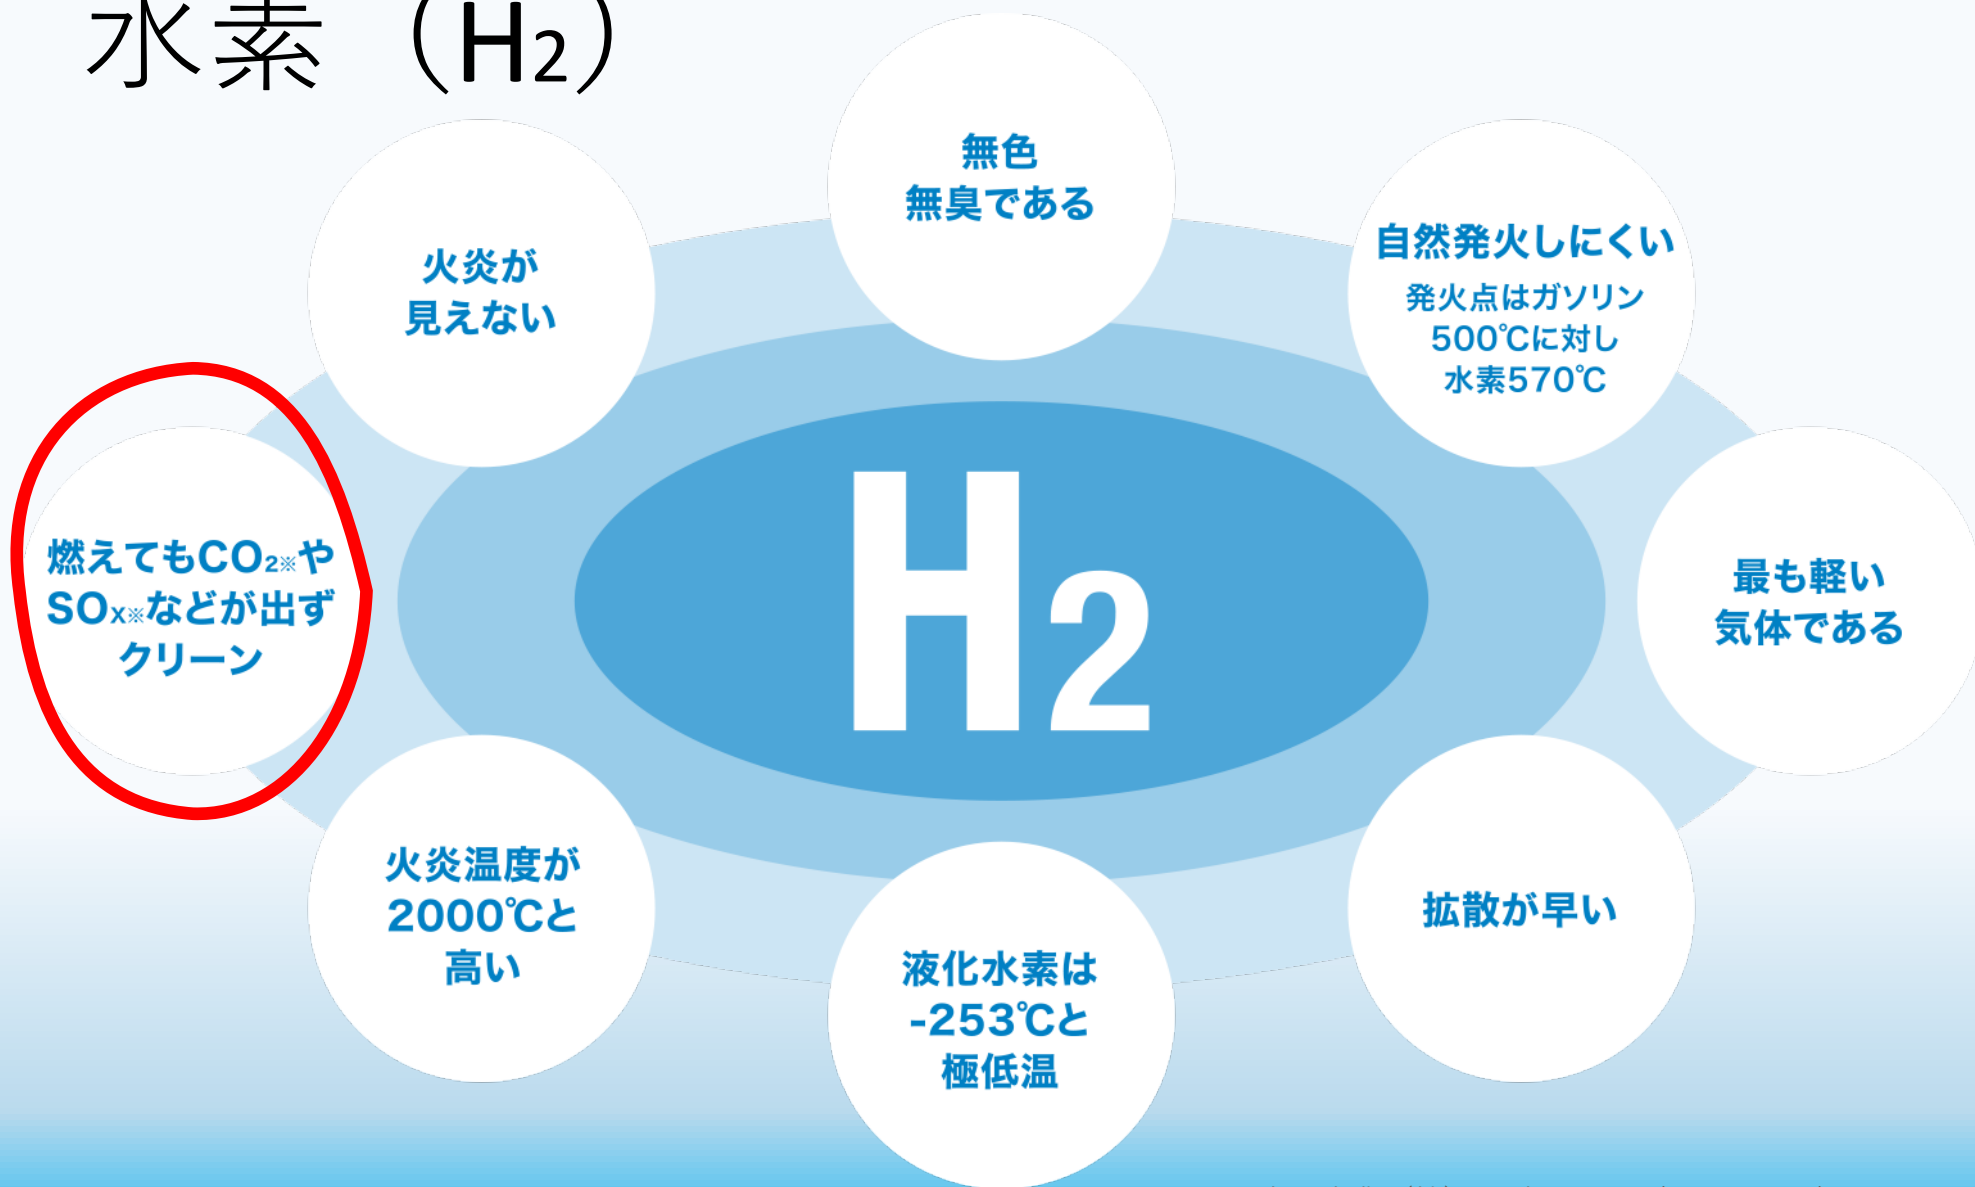 水素（H₂）
無色
無臭である
火炎が
見えない
自然発火しにくい
発火点はガソリン
500℃に対し
水素570℃
燃えてもCO₂※や
SOx※などが出ず
クリーン
H₂
最も軽い
気体である
火炎温度が
2000℃と
高い
液化水素は
-253℃と
極低温
拡散が早い